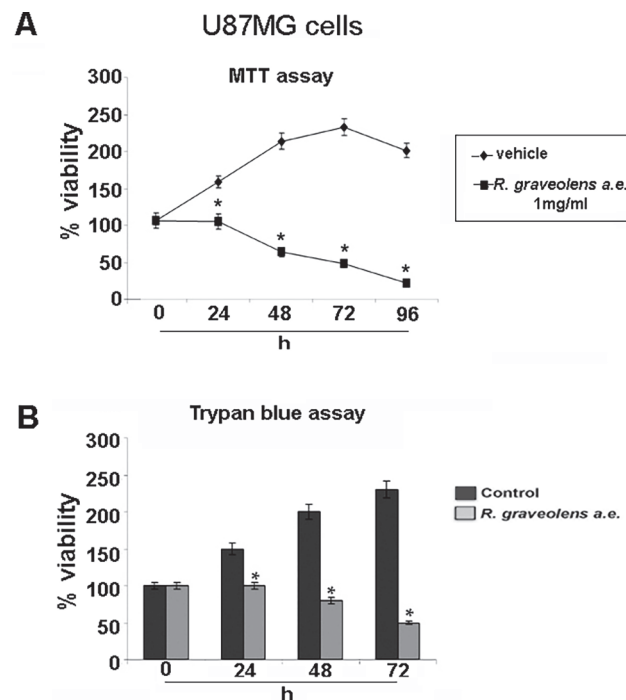 A
U87MG cells
MTT assay
% viability
300
250
200
150
100
50
0
*
*
*
*
0 24 48 72 96
h
vehicle
R. graveolens a.e.
1mg/ml
B
Trypan blue assay
% viability
300
250
200
150
100
50
0
*
*
*
0 24 48 72
h
Control
R. graveolens a.e.